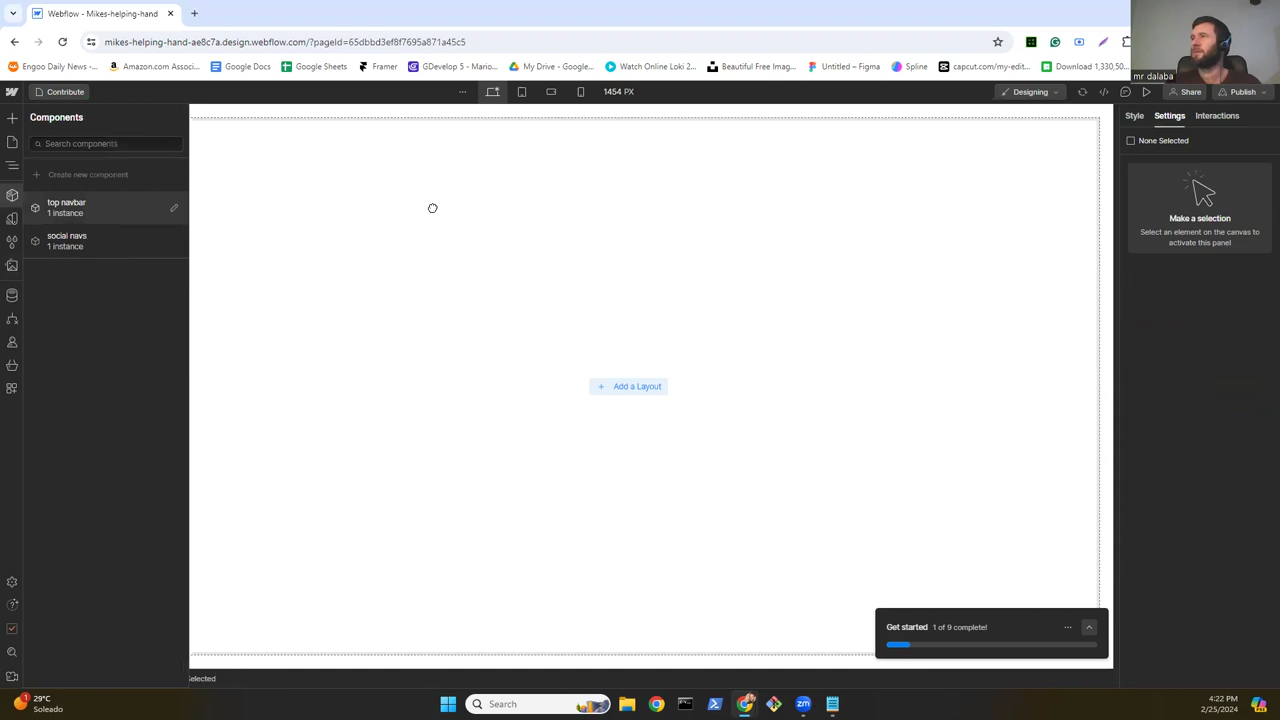 Webflow - Mikes-helping-hand
mikes-helping-hand-ae8c7a.design.webflow.com/?pageId=65dbbd3ef8f7695a871a45c5
Engoo Daily News -...
Amazon.com Associ...
Google Docs
Google Sheets
Framer
GDevelop 5 - Mario...
My Drive - Google...
Watch Online Loki 2...
Beautiful Free Imag...
Untitled – Figma
Spline
capcut.com/my-edit...
Download 1,330,50...
mr dalaba
Contribute
1454 PX
Designing
Share
Publish
Components
Search components
Create new component
top navbar
1 instance
social navs
1 instance
Style
Settings
Interactions
None Selected
Make a selection
Select an element on the canvas to
activate this panel
+ Add a Layout
Get started 1 of 9 complete!
Selected
1
29°C
Soleado
Search
4:22 PM
2/25/2024